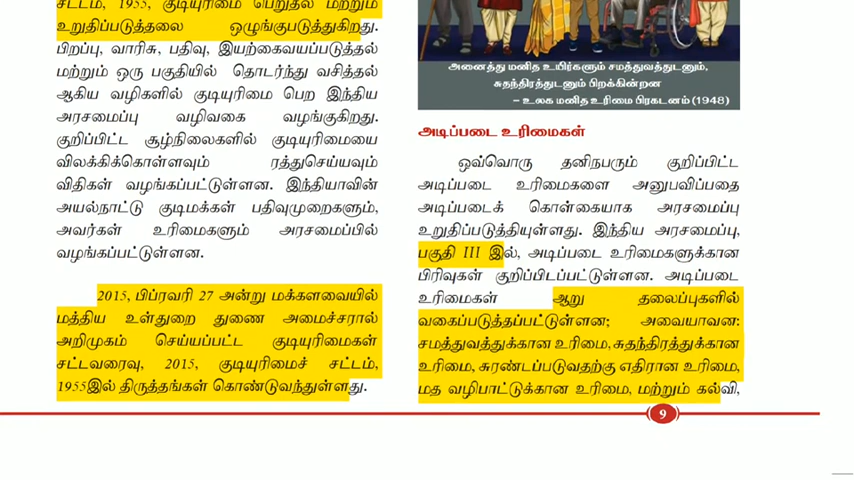 சட்டம், 1955, குடியுரிமை பெறுதல் மற்றும்
உறுதிப்படுத்தலை ஒழுங்குபடுத்துகிறது.
பிறப்பு, வாரிசு, பதிவு, இயற்கைவயப்படுத்தல்
மற்றும் ஒரு பகுதியில் தொடர்ந்து வசித்தல்
ஆகிய வழிகளில் குடியுரிமை பெற இந்திய
அரசமைப்பு வழிவகை வழங்குகிறது.
குறிப்பிட்ட சூழ்நிலைகளில் குடியுரிமையை
விலக்கிக்கொள்ளவும் ரத்துசெய்யவும்
விதிகள் வழங்கப்பட்டுள்ளன. இந்தியாவின்
அயல்நாட்டு குடிமக்கள் பதிவுமுறைகளும்,
அவர்கள் உரிமைகளும் அரசமைப்பில்
வழங்கப்பட்டுள்ளன.
2015, பிப்ரவரி 27 அன்று மக்களவையில்
மத்திய உள்துறை துணை அமைச்சரால்
அறிமுகம் செய்யப்பட்ட குடியுரிமைகள்
சட்டவரைவு, 2015, குடியுரிமைச் சட்டம்,
1955இல் திருத்தங்கள் கொண்டுவந்துள்ளது.
அனைத்து மனித உயிர்களும் சமத்துவத்துடனும்,
சுதந்திரத்துடனும் பிறக்கின்றன
– உலக மனித உரிமை பிரகடனம் (1948)
அடிப்படை உரிமைகள்
ஒவ்வொரு தனிநபரும் குறிப்பிட்ட
அடிப்படை உரிமைகளை அனுபவிப்பதை
அடிப்படைக் கொள்கையாக அரசமைப்பு
உறுதிப்படுத்தியுள்ளது. இந்திய அரசமைப்பு,
பகுதி III இல், அடிப்படை உரிமைகளுக்கான
பிரிவுகள் குறிப்பிடப்பட்டுள்ளன. அடிப்படை
உரிமைகள் ஆறு தலைப்புகளில்
வகைப்படுத்தப்பட்டுள்ளன; அவையாவன:
சமத்துவத்துக்கான உரிமை, சுதந்திரத்துக்கான
உரிமை, சுரண்டப்படுவதற்கு எதிரான உரிமை,
மத வழிபாட்டுக்கான உரிமை, மற்றும் கல்வி,
9